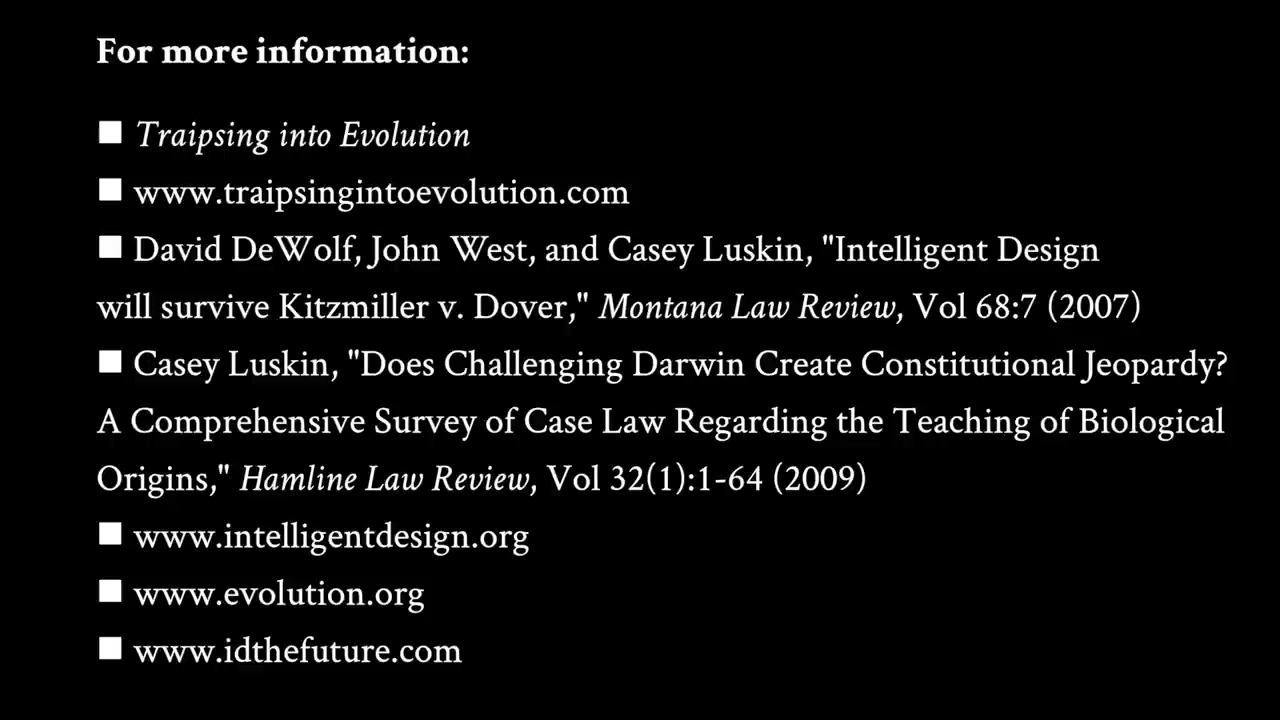 For more information:
■ Traipsing into Evolution
■ www.traipsingintoevolution.com
■ David DeWolf, John West, and Casey Luskin, "Intelligent Design
will survive Kitzmiller v. Dover," Montana Law Review, Vol 68:7 (2007)
■ Casey Luskin, "Does Challenging Darwin Create Constitutional Jeopardy?
A Comprehensive Survey of Case Law Regarding the Teaching of Biological
Origins," Hamline Law Review, Vol 32(1):1-64 (2009)
■ www.intelligentdesign.org
■ www.evolution.org
■ www.idthefuture.com